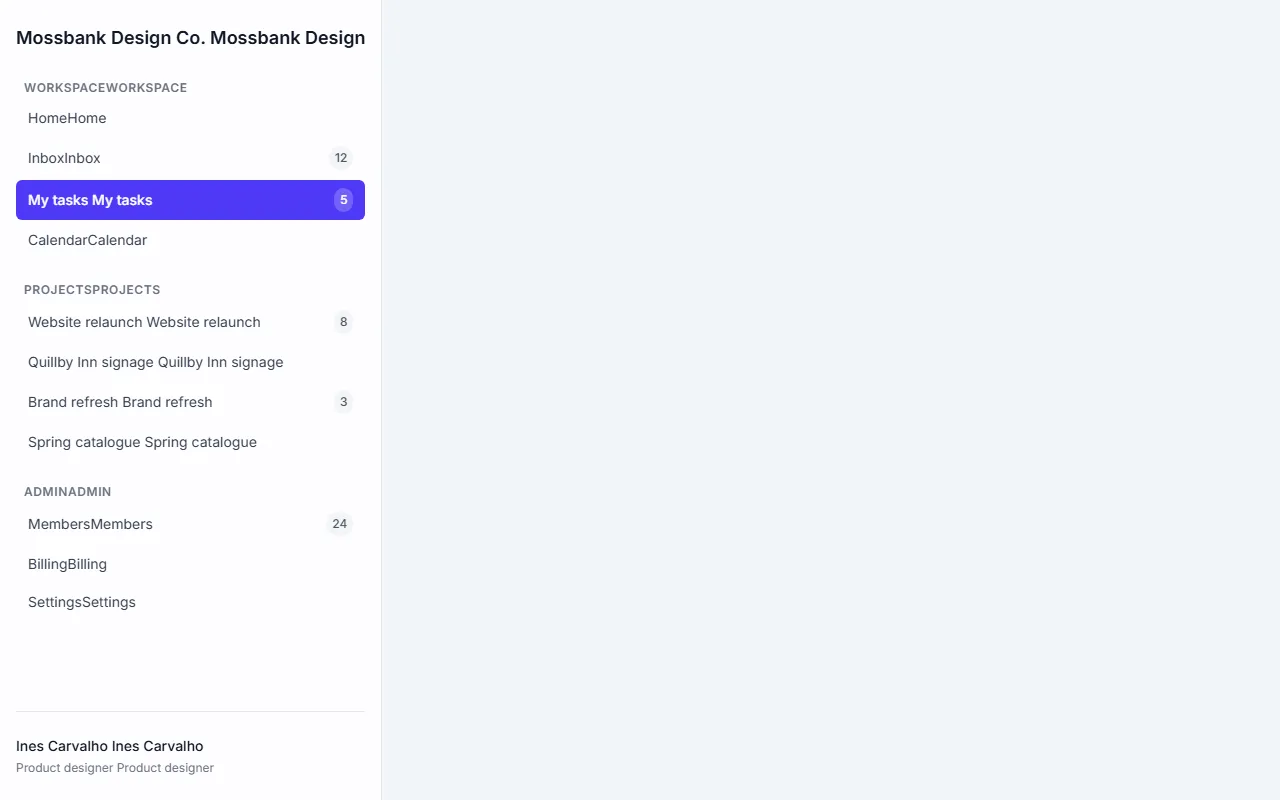 Mossbank Design Co. Mossbank Design
WORKSPACEWORKSPACE
HomeHome
InboxInbox 12
My tasks My tasks 5
CalendarCalendar
PROJECTSPROJECTS
Website relaunch Website relaunch 8
Quillby Inn signage Quillby Inn signage
Brand refresh Brand refresh 3
Spring catalogue Spring catalogue
ADMINADMIN
MembersMembers 24
BillingBilling
SettingsSettings
Ines Carvalho Ines Carvalho
Product designer Product designer